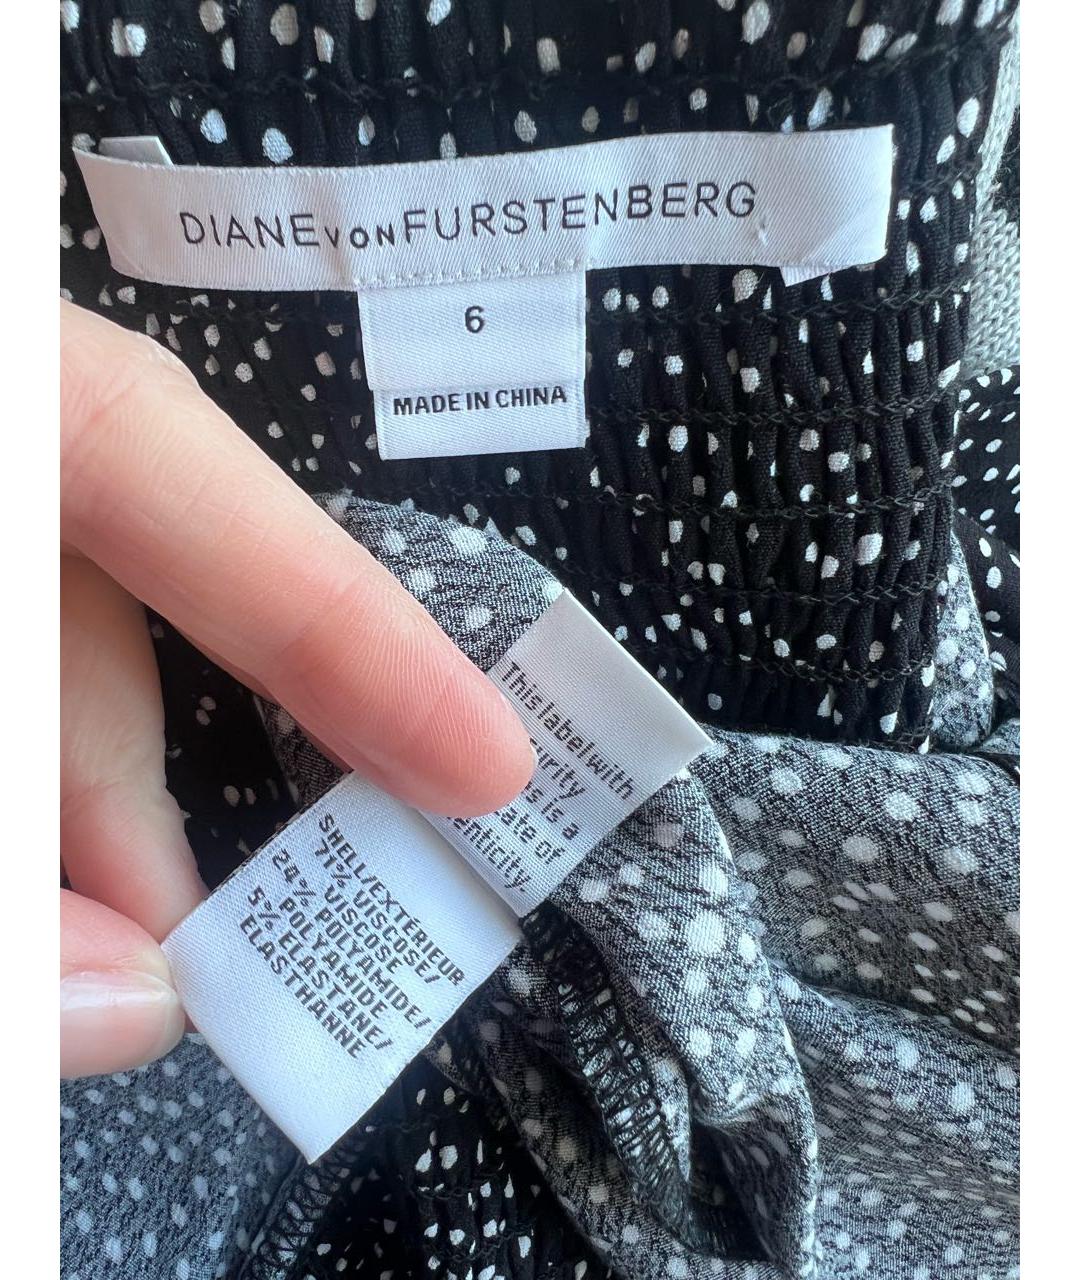 DIANE VON FURSTENBERG
6
MADE IN CHINA
This label with
is a
of
SHELL/EXTÉRIEUR
71% VISCOSE/
VISCOSE
24% POLYAMIDE/
POLYAMIDE
5% ELASTANE/
ELASTHANNE